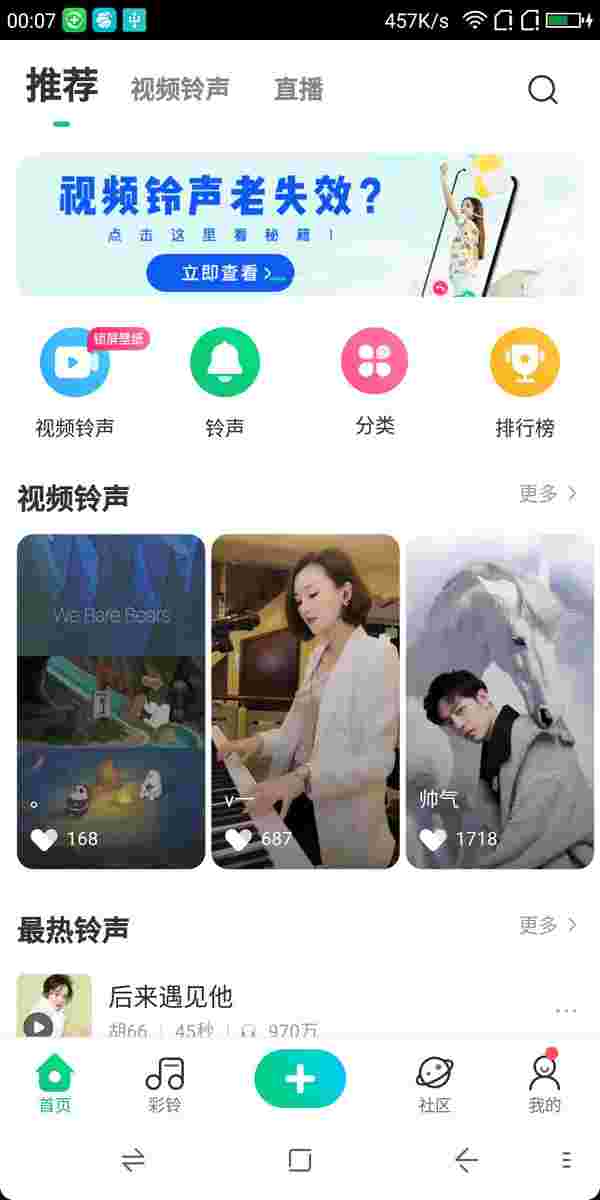 00:07 457K/s
推荐 视频铃声 直播
视频铃声老失效?
点击这里看秘籍!
立即查看
锁屏壁纸
视频铃声 铃声 分类 排行榜
视频铃声 更多
We Bare Bears
。 v一 帅气
168 687 1718
最热铃声 更多
后来遇见他
胡66 45秒 970万
首页 彩铃 社区 我的